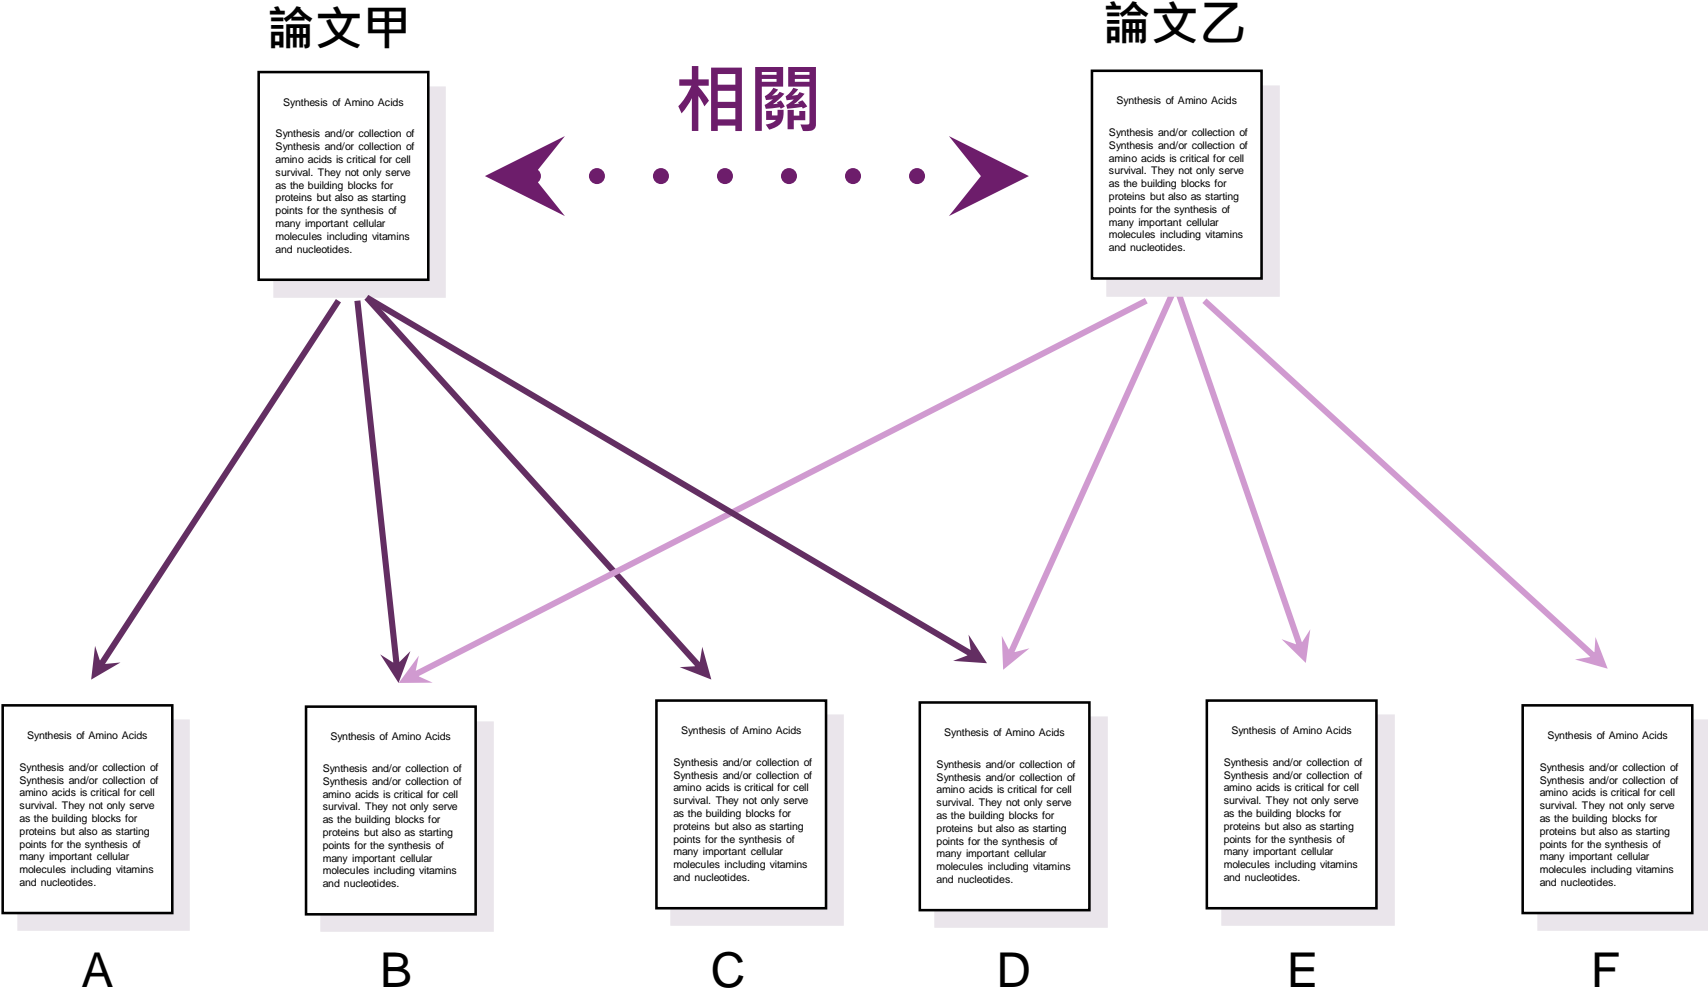 論文甲
論文乙
相關
Synthesis of Amino Acids
Synthesis and/or collection of
Synthesis and/or collection of
amino acids is critical for cell
survival. They not only serve
as the building blocks for
proteins but also as starting
points for the synthesis of
many important cellular
molecules including vitamins
and nucleotides.
Synthesis of Amino Acids
Synthesis and/or collection of
Synthesis and/or collection of
amino acids is critical for cell
survival. They not only serve
as the building blocks for
proteins but also as starting
points for the synthesis of
many important cellular
molecules including vitamins
and nucleotides.
Synthesis of Amino Acids
Synthesis and/or collection of
Synthesis and/or collection of
amino acids is critical for cell
survival. They not only serve
as the building blocks for
proteins but also as starting
points for the synthesis of
many important cellular
molecules including vitamins
and nucleotides.
A
Synthesis of Amino Acids
Synthesis and/or collection of
Synthesis and/or collection of
amino acids is critical for cell
survival. They not only serve
as the building blocks for
proteins but also as starting
points for the synthesis of
many important cellular
molecules including vitamins
and nucleotides.
B
Synthesis of Amino Acids
Synthesis and/or collection of
Synthesis and/or collection of
amino acids is critical for cell
survival. They not only serve
as the building blocks for
proteins but also as starting
points for the synthesis of
many important cellular
molecules including vitamins
and nucleotides.
C
Synthesis of Amino Acids
Synthesis and/or collection of
Synthesis and/or collection of
amino acids is critical for cell
survival. They not only serve
as the building blocks for
proteins but also as starting
points for the synthesis of
many important cellular
molecules including vitamins
and nucleotides.
D
Synthesis of Amino Acids
Synthesis and/or collection of
Synthesis and/or collection of
amino acids is critical for cell
survival. They not only serve
as the building blocks for
proteins but also as starting
points for the synthesis of
many important cellular
molecules including vitamins
and nucleotides.
E
Synthesis of Amino Acids
Synthesis and/or collection of
Synthesis and/or collection of
amino acids is critical for cell
survival. They not only serve
as the building blocks for
proteins but also as starting
points for the synthesis of
many important cellular
molecules including vitamins
and nucleotides.
F